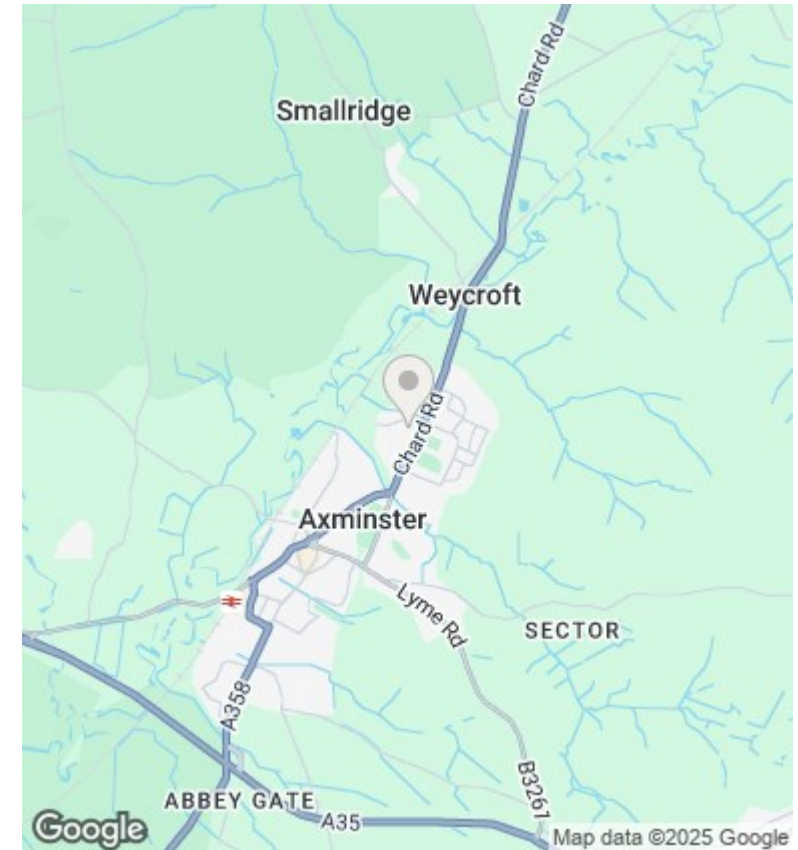 Chard Rd
Smallridge
Weycroft
Chard Rd
Axminster
Lyme Rd
SECTOR
A358
B3261
ABBEY GATE
A35
Google
Map data ©2025 Google